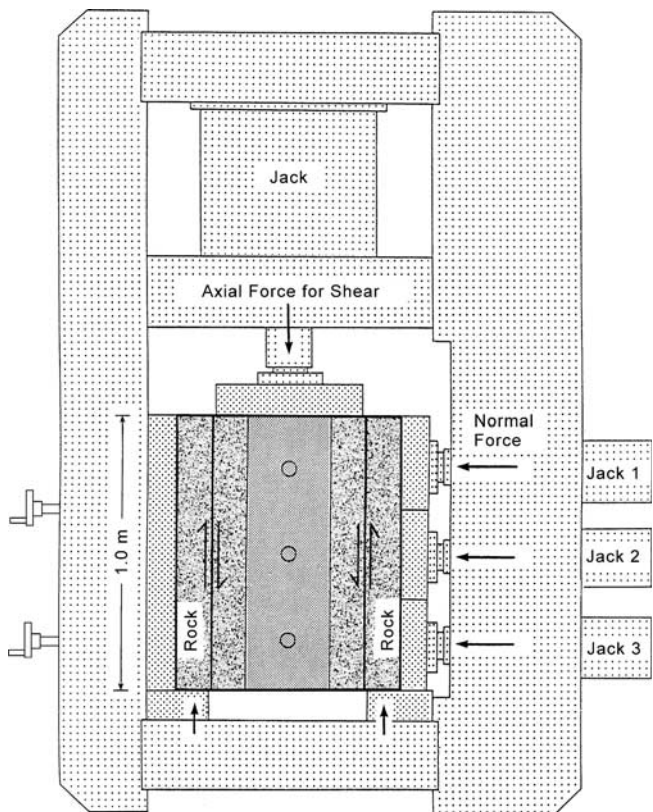 Jack
Axial Force for Shear
Normal
Force
Jack 1
Jack 2
Jack 3
1.0 m
Rock
Rock